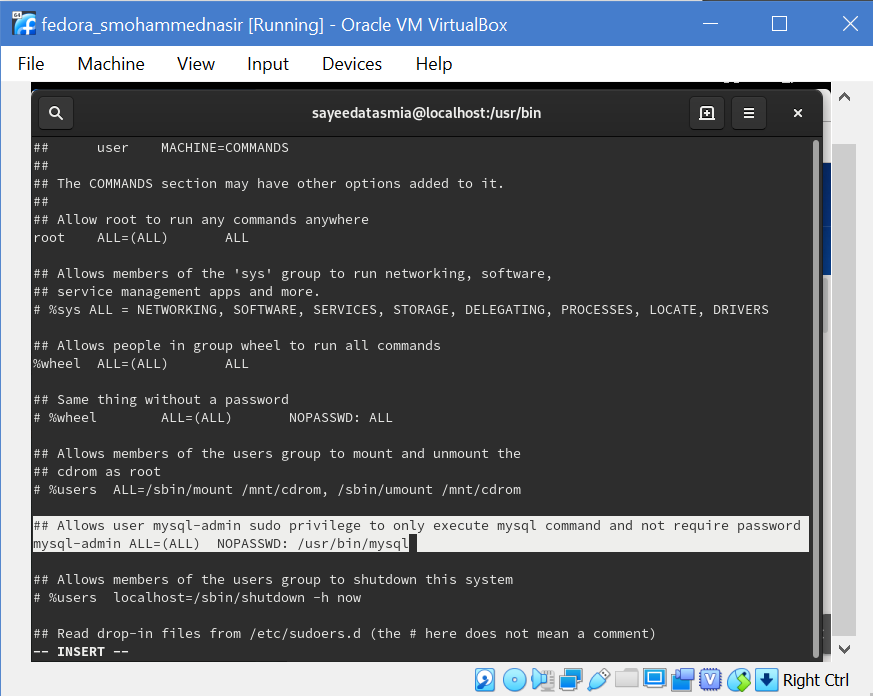 fedora_smohammednasir [Running] - Oracle VM VirtualBox
File Machine View Input Devices Help
sayeedatasmia@localhost:/usr/bin
##      user    MACHINE=COMMANDS
##
## The COMMANDS section may have other options added to it.
##
## Allow root to run any commands anywhere
root    ALL=(ALL)       ALL
## Allows members of the 'sys' group to run networking, software,
## service management apps and more.
# %sys ALL = NETWORKING, SOFTWARE, SERVICES, STORAGE, DELEGATING, PROCESSES, LOCATE, DRIVERS
## Allows people in group wheel to run all commands
%wheel  ALL=(ALL)       ALL
## Same thing without a password
# %wheel        ALL=(ALL)       NOPASSWD: ALL
## Allows members of the users group to mount and unmount the
## cdrom as root
# %users  ALL=/sbin/mount /mnt/cdrom, /sbin/umount /mnt/cdrom
## Allows user mysql-admin sudo privilege to only execute mysql command and not require password
mysql-admin ALL=(ALL)  NOPASSWD: /usr/bin/mysql
## Allows members of the users group to shutdown this system
# %users  localhost=/sbin/shutdown -h now
## Read drop-in files from /etc/sudoers.d (the # here does not mean a comment)
-- INSERT --
Right Ctrl